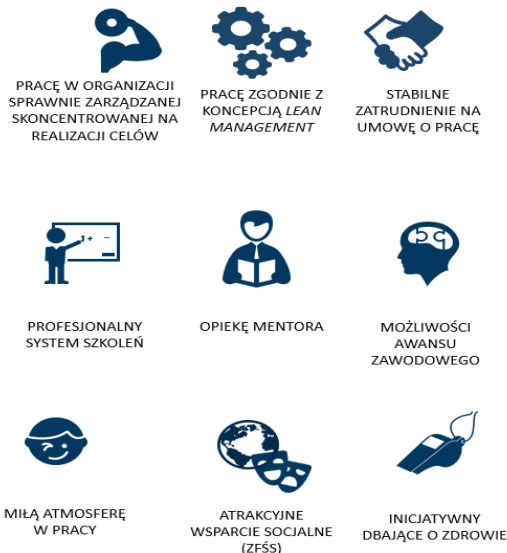 PRACĘ W ORGANIZACJI
SPRAWNIE ZARZĄDZANEJ
SKONCENTROWANEJ NA
REALIZACJI CELÓW
PRACĘ ZGODNIE Z
KONCEPCJĄ LEAN
MANAGEMENT
STABILNE
ZATRUDNIENIE NA
UMOWĘ O PRACĘ
PROFESJONALNY
SYSTEM SZKOLEŃ
OPIEKĘ MENTORA
MOŻLIWOŚCI
AWANSU
ZAWODOWEGO
MIŁĄ ATMOSFERĘ
W PRACY
ATRAKCYJNE
WSPARCIE SOCJALNE
(ZFŚS)
INICJATYWNY
DBAJĄCE O ZDROWIE